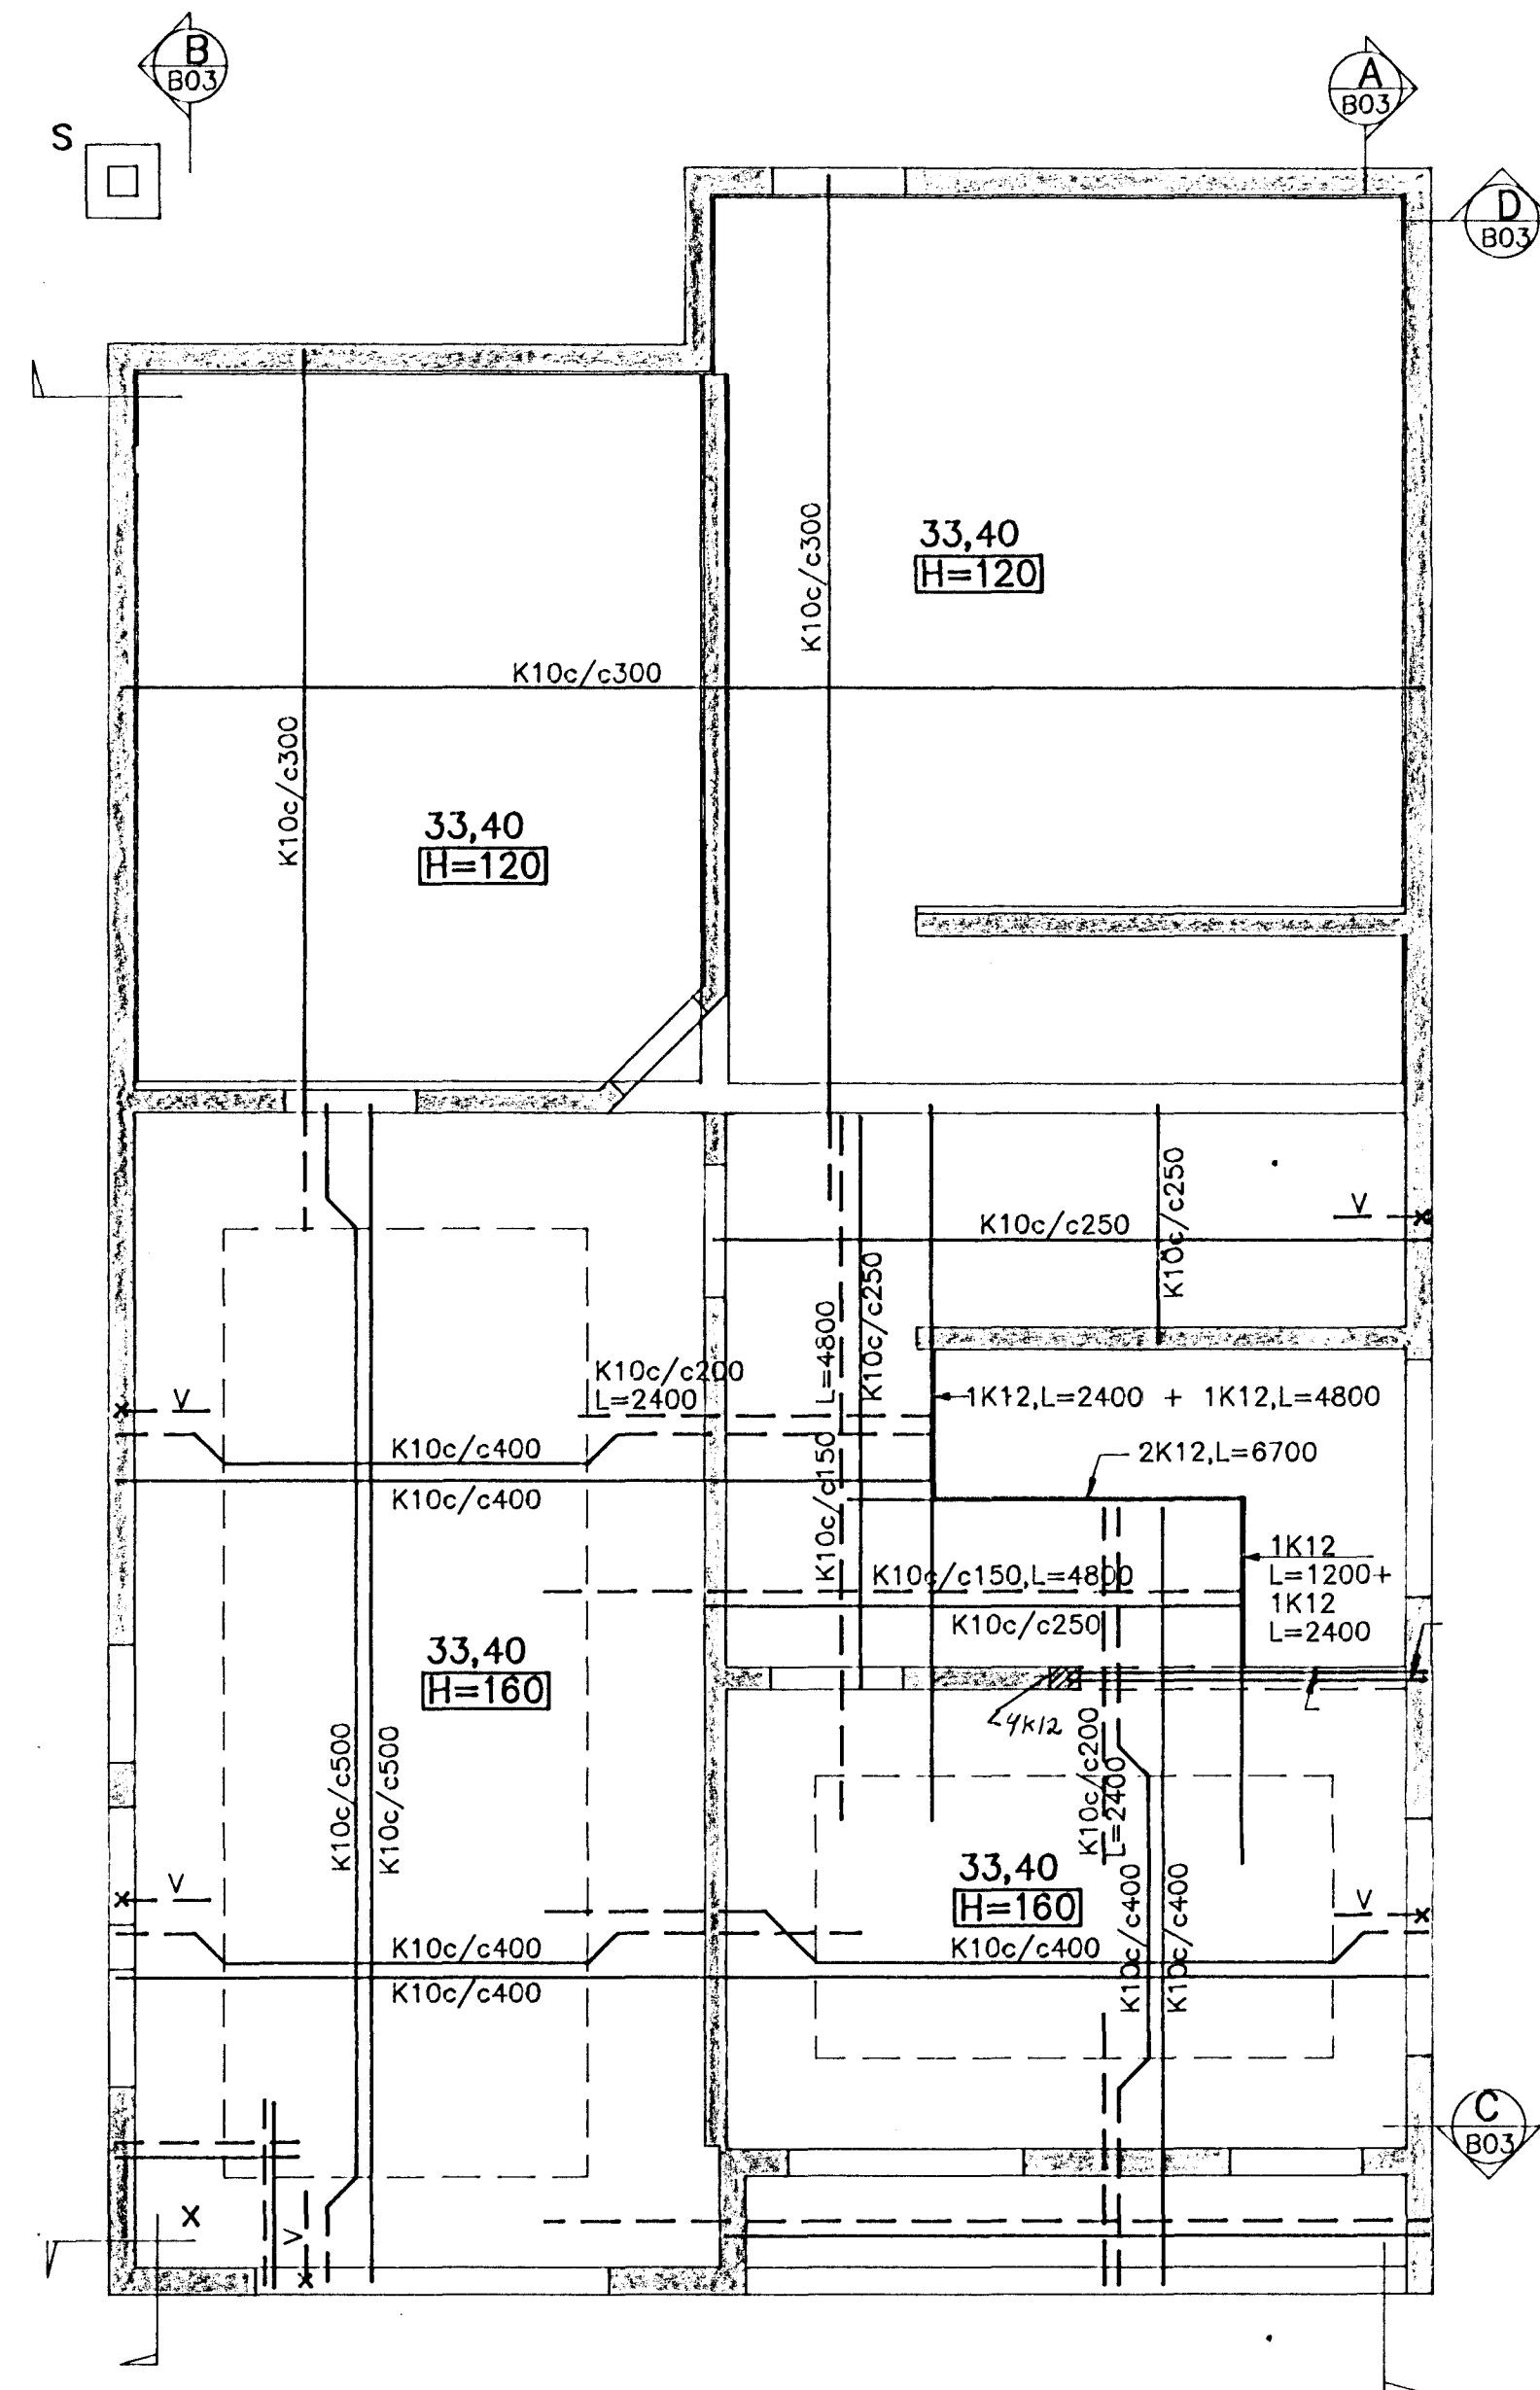 B
B03
A
B03
S
D
B03
K10c/c300
33,40
H=120
K10c/c300
K10c/c300
33,40
H=120
K10c/c250
K10c/c250
V
K10c/c250
L=4800
K10c/c150
K10c/c200
L=2400
V
1K12,L=2400 + 1K12,L=4800
K10c/c400
2K12,L=6700
K10c/c400
1K12
L=1200+
1K12
L=2400
K10c/c150,L=4800
K10c/c250
33,40
H=160
4K12
K10c/c200
L=2400
K10c/c500
K10c/c500
33,40
H=160
V
V
K10c/c400
K10c/c400
K10c/c400
K10c/c400
K10c/c400
C
B03
x
V